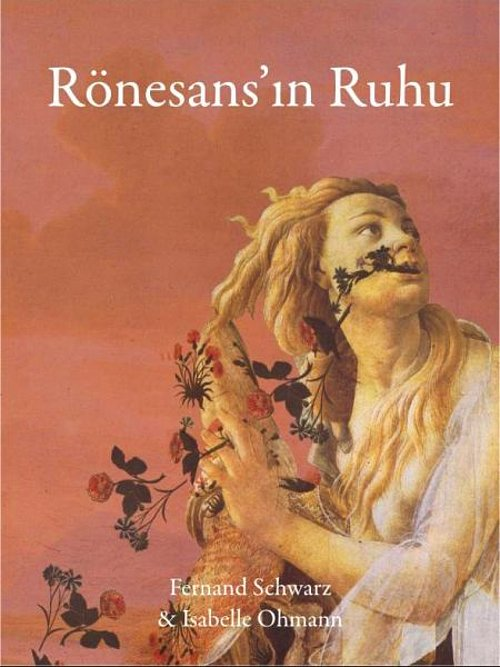 Rönesans’ın Ruhu
Fernand Schwarz
& Isabelle Ohmann